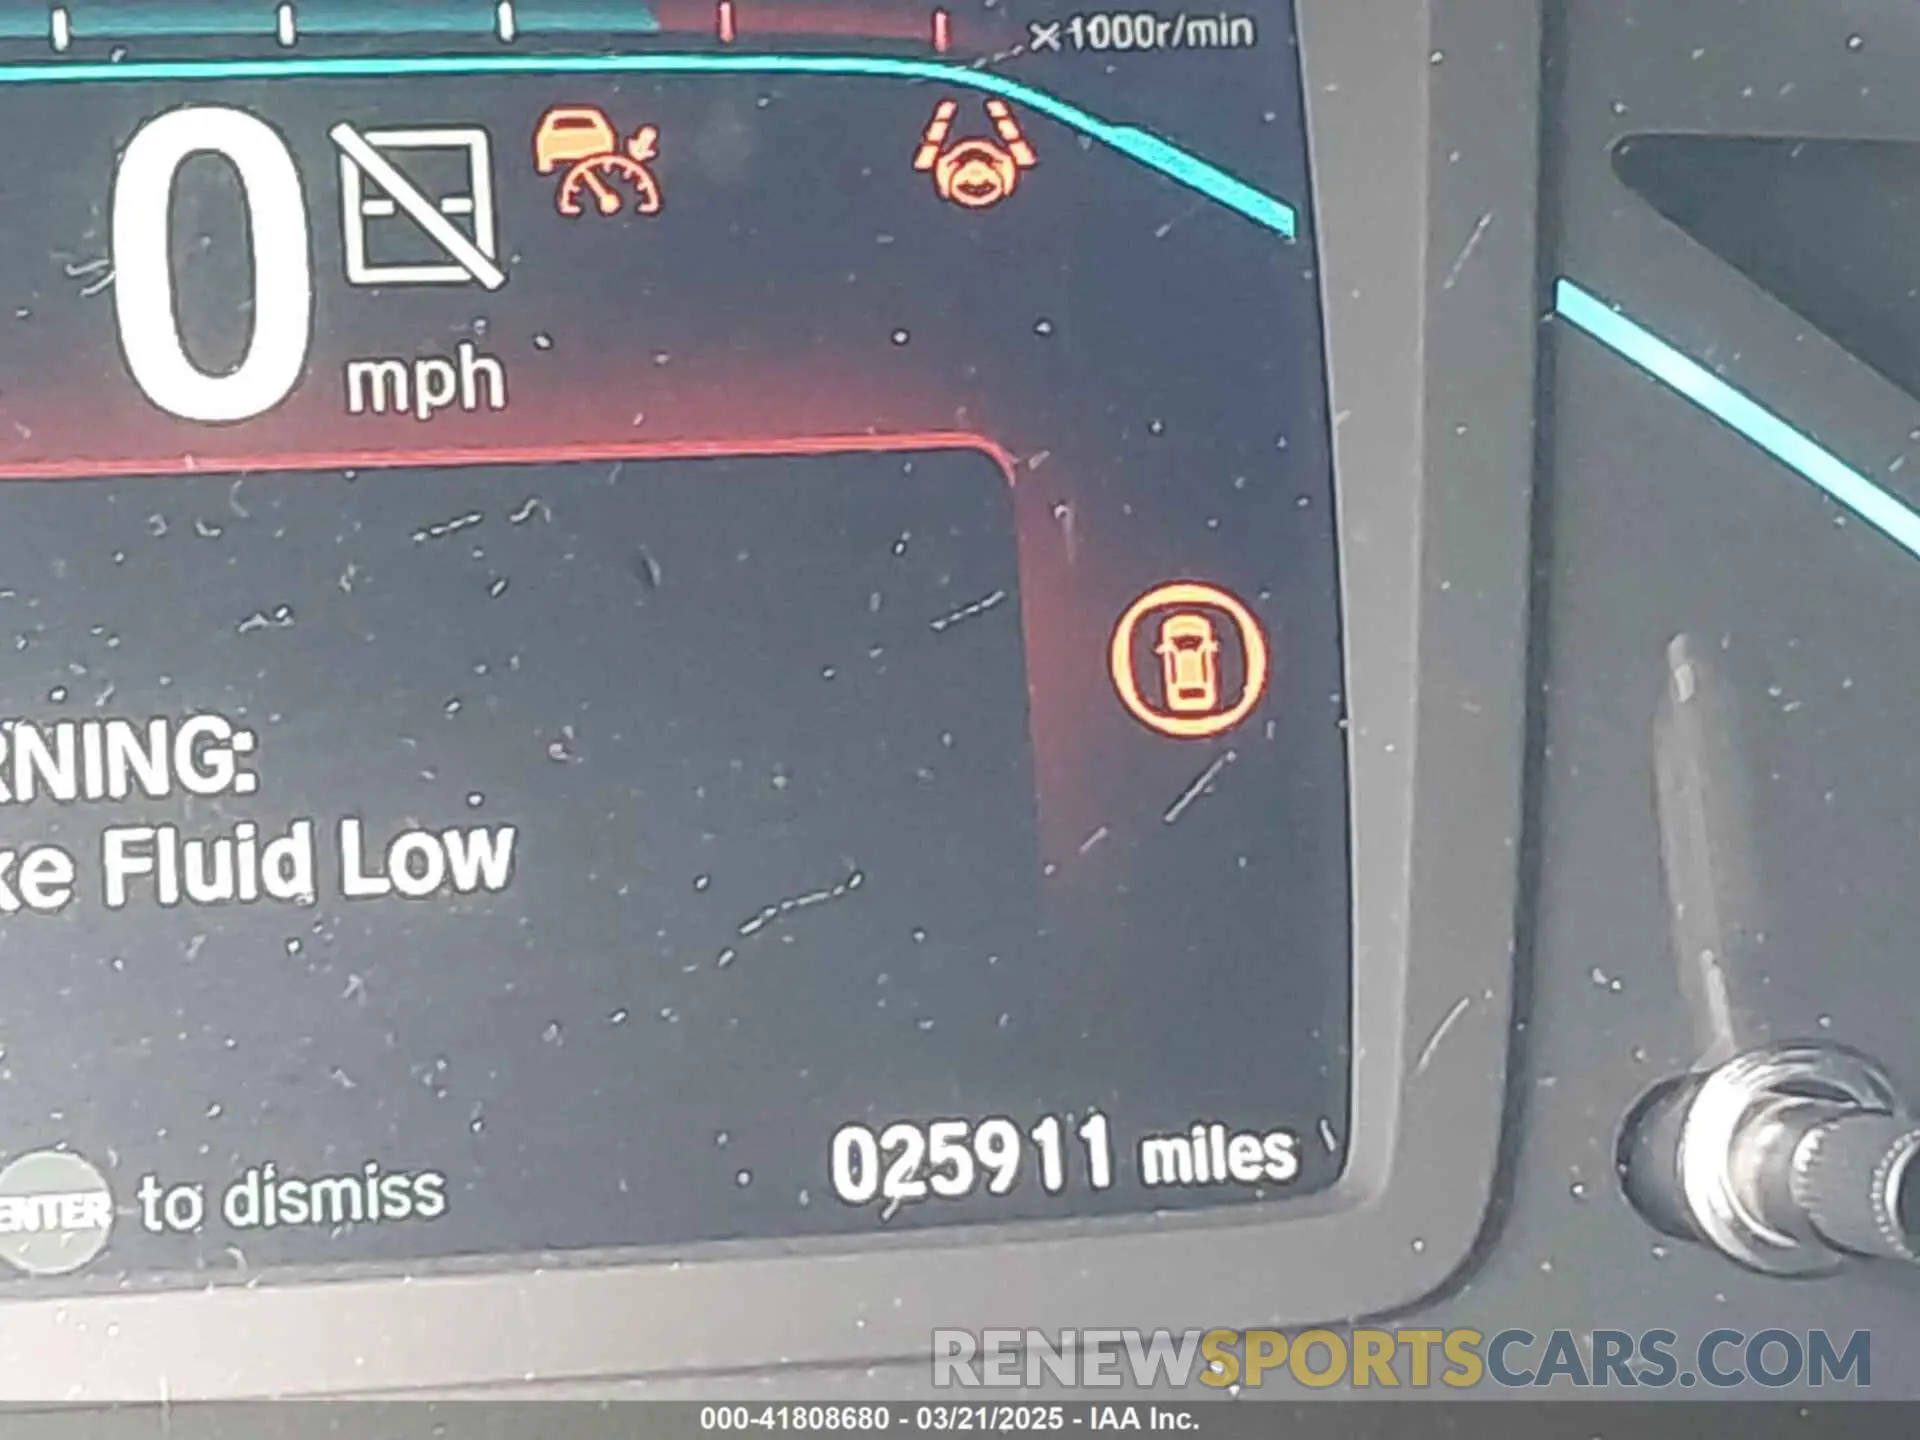 ×1000r/min
0
mph
RNING:
ke Fluid Low
ENTER to dismiss
025911 miles
RENEWSPORTSCARS.COM
000-41808680 - 03/21/2025 - IAA Inc.